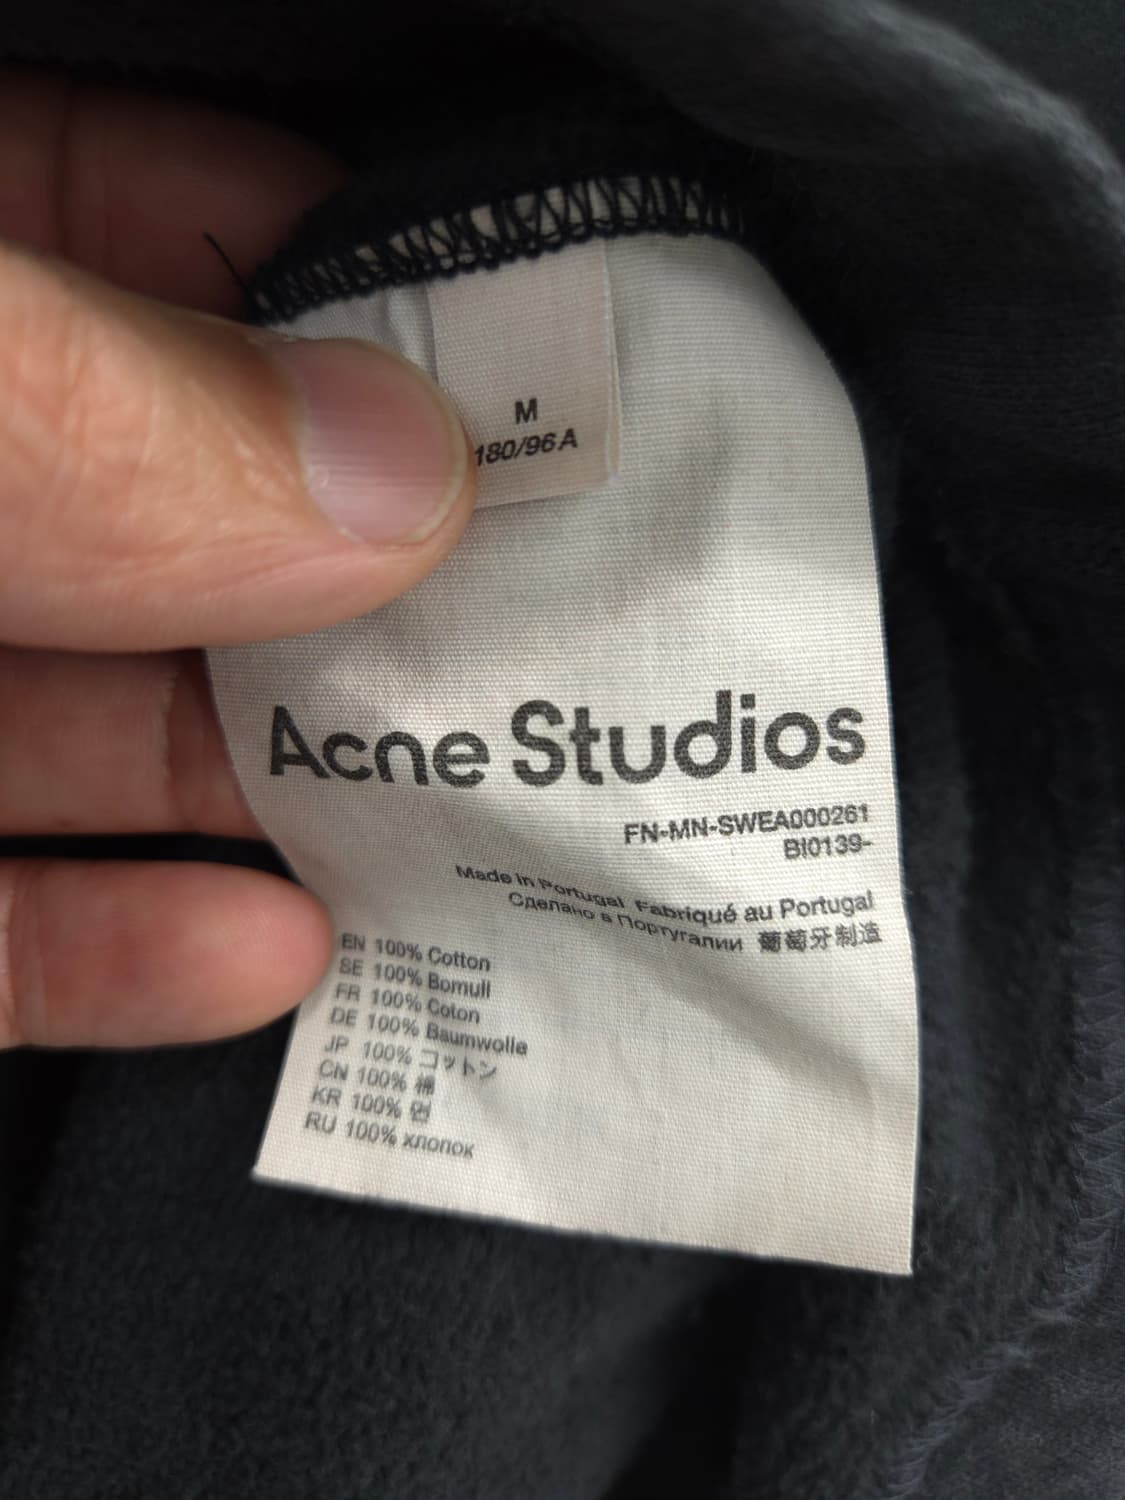 M
180/96A
Acne Studios
FN-MN-SWEA000261
BI0139-
Made in Portugal Fabriqué au Portugal
Сделано в Португалии 葡萄牙制造
EN 100% Cotton
SE 100% Bomull
FR 100% Coton
DE 100% Baumwolle
JP 100% コットン
CN 100% 棉
KR 100% 면
RU 100% хлопок